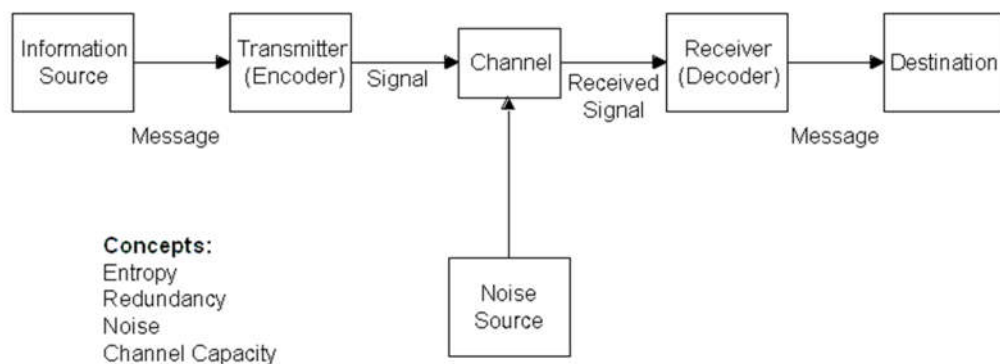 Information
Source
Transmitter
(Encoder)
Signal
Channel
Received
Signal
Receiver
(Decoder)
Destination
Message
Message
Concepts:
Entropy
Redundancy
Noise
Channel Capacity
Noise
Source